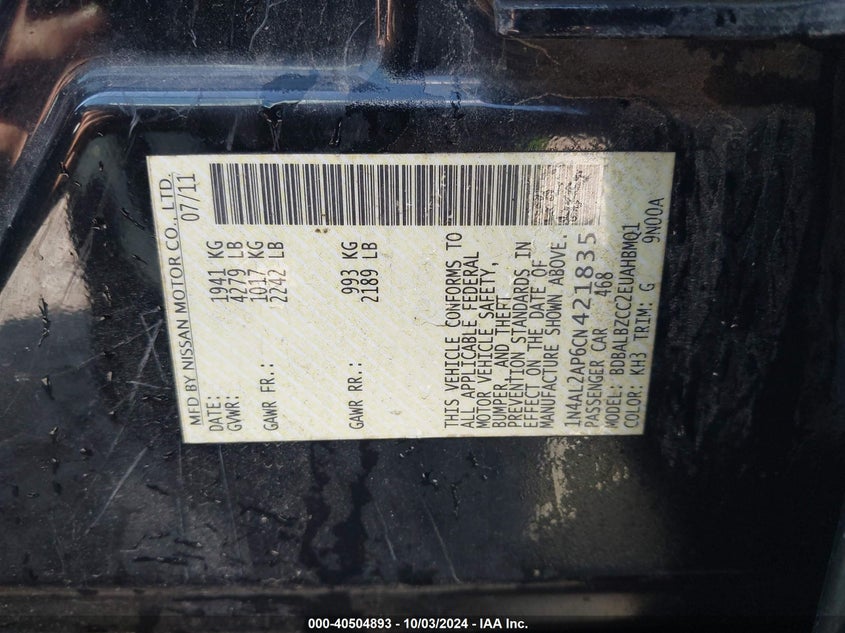 MFD BY NISSAN MOTOR CO., LTD.
DATE: 07/11
GVWR: 1941 KG
4279 LB
GAWR FR.: 1017 KG
2242 LB
GAWR RR.: 993 KG
2189 LB
THIS VEHICLE CONFORMS TO
ALL APPLICABLE FEDERAL
MOTOR VEHICLE SAFETY,
BUMPER, AND THEFT
PREVENTION STANDARDS IN
EFFECT ON THE DATE OF
MANUFACTURE SHOWN ABOVE.
1N4AL2AP6CN421835
PASSENGER CAR 468
MODEL: BDBALBZCC2EUAHBMQ1
COLOR: KH3 TRIM: G 9N00A
000-40504893 - 10/03/2024 - IAA Inc.